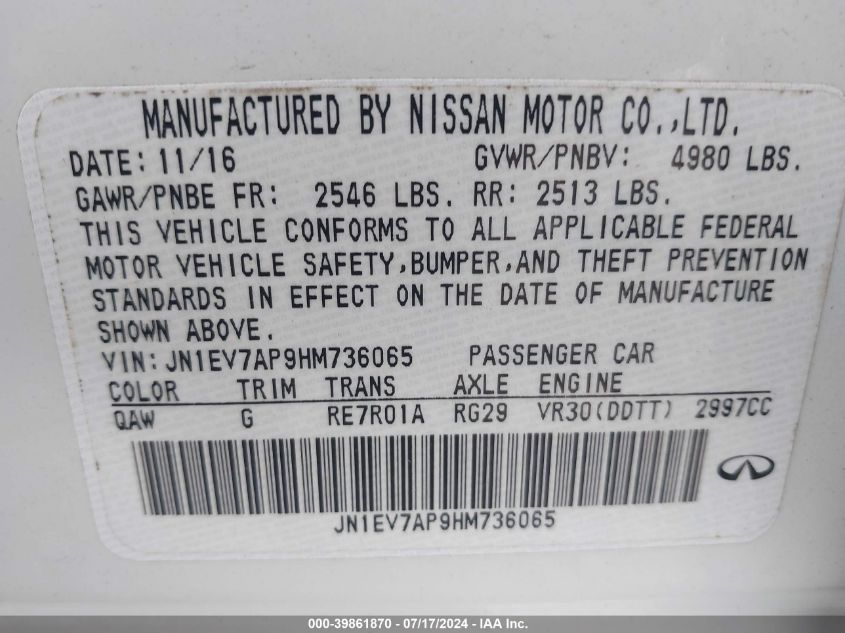 MANUFACTURED BY NISSAN MOTOR CO.,LTD.
DATE: 11/16 GVWR/PNBV: 4980 LBS.
GAWR/PNBE FR: 2546 LBS. RR: 2513 LBS.
THIS VEHICLE CONFORMS TO ALL APPLICABLE FEDERAL
MOTOR VEHICLE SAFETY,BUMPER,AND THEFT PREVENTION
STANDARDS IN EFFECT ON THE DATE OF MANUFACTURE
SHOWN ABOVE.
VIN: JN1EV7AP9HM736065 PASSENGER CAR
COLOR TRIM TRANS AXLE ENGINE
QAW G RE7R01A RG29 VR30(DDTT) 2997CC
JN1EV7AP9HM736065
000-39861870 - 07/17/2024 - IAA Inc.